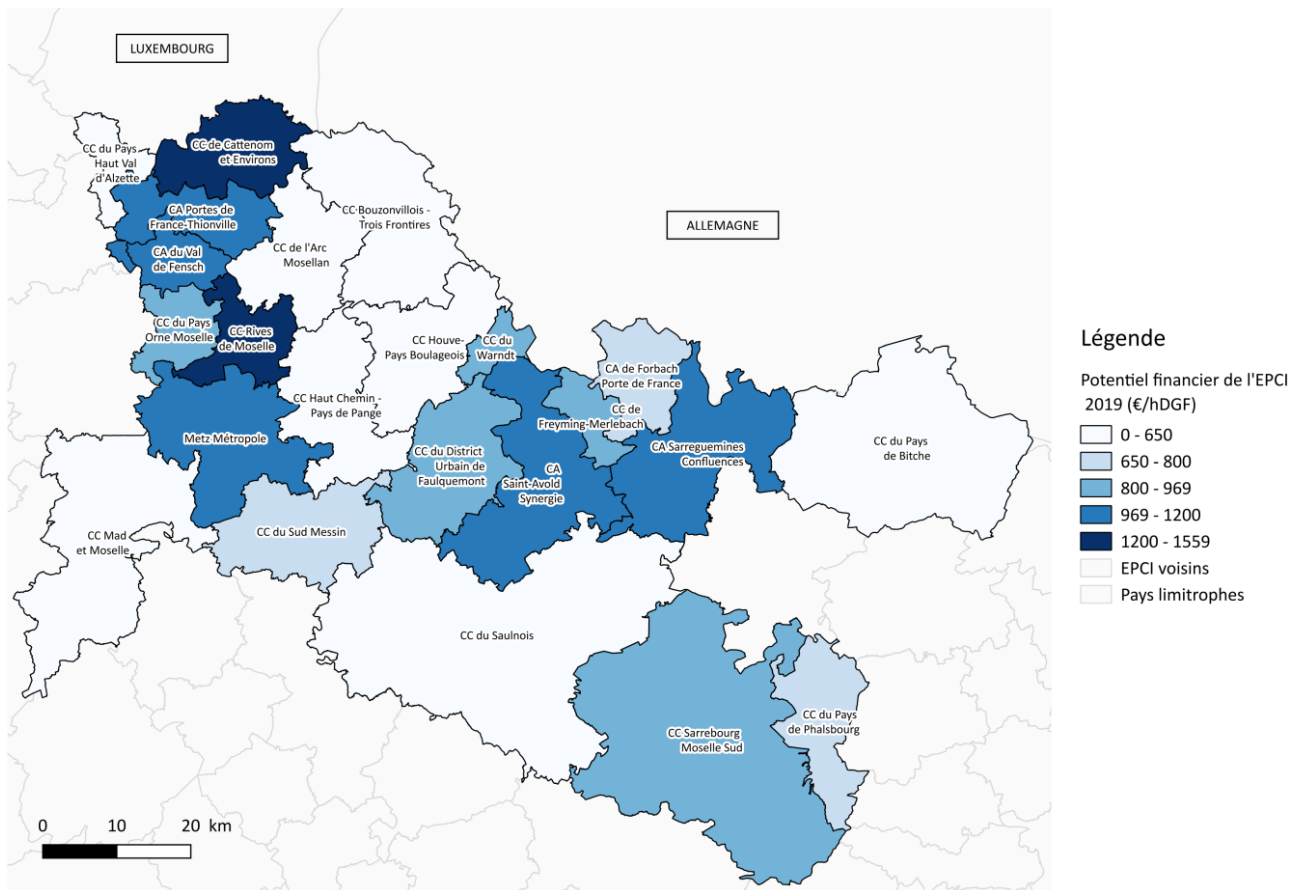 LUXEMBOURG
CC de Cattenom
et Environs
CC du Pays
Haut Val
d'Alzette
CA Portes de
France-Thionville
CC Bouzonvillois -
Trois Frontires
ALLEMAGNE
CA du Val
de Fensch
CC de l'Arc
Mosellan
CC du Pays
Orne Moselle
CC Rives
de Moselle
CC Houve-
Pays Boulageois
CC du
Warndt
CA de Forbach
Porte de France
CC Haut Chemin -
Pays de Pange
CC de
Freyming-Merlebach
Metz Métropole
CC du District
Urbain de
Faulquemont
CA
Saint-Avold
Synergie
CA Sarreguemines
Confluences
CC du Pays
de Bitche
CC Mad
et Moselle
CC du Sud Messin
CC du Saulnois
CC Sarrebourg
Moselle Sud
CC du Pays
de Phalsbourg
0 10 20 km
Légende
Potentiel financier de l'EPCI
2019 (€/hDGF)
0 - 650
650 - 800
800 - 969
969 - 1200
1200 - 1559
EPCI voisins
Pays limitrophes